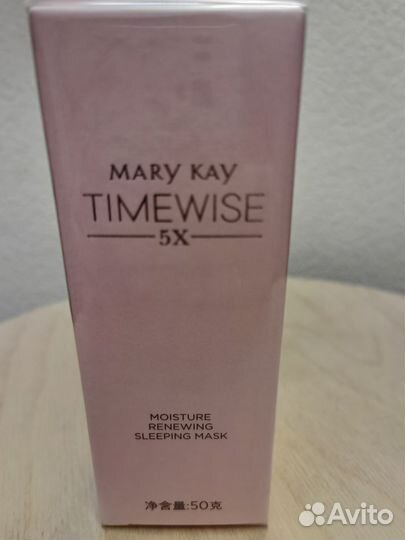 MARY KAY
TIMEWISE
5X
MOISTURE
RENEWING
SLEEPING MASK
净含量:50克
Avito